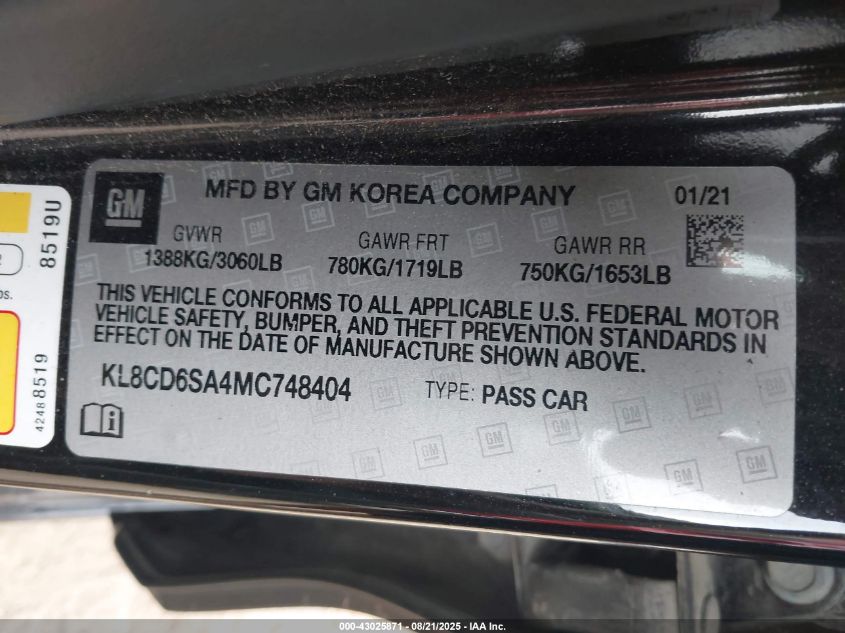 GM
MFD BY GM KOREA COMPANY
01/21
GVWR
1388KG/3060LB
GAWR FRT
780KG/1719LB
GAWR RR
750KG/1653LB
THIS VEHICLE CONFORMS TO ALL APPLICABLE U.S. FEDERAL MOTOR
VEHICLE SAFETY, BUMPER, AND THEFT PREVENTION STANDARDS IN
EFFECT ON THE DATE OF MANUFACTURE SHOWN ABOVE.
KL8CD6SA4MC748404
TYPE: PASS CAR
8519U
42488519
000-43025871 - 08/21/2025 - IAA Inc.